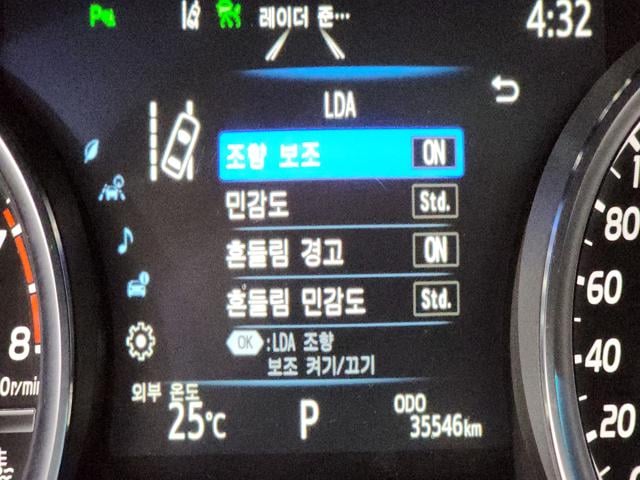 레이더 준… 4:32
LDA
조향 보조 ON
민감도 Std.
흔들림 경고 ON
흔들림 민감도 Std.
OK :LDA 조향
보조 켜기/끄기
외부 온도
25℃ P ODO
35546km
8
80
60
40
20
0